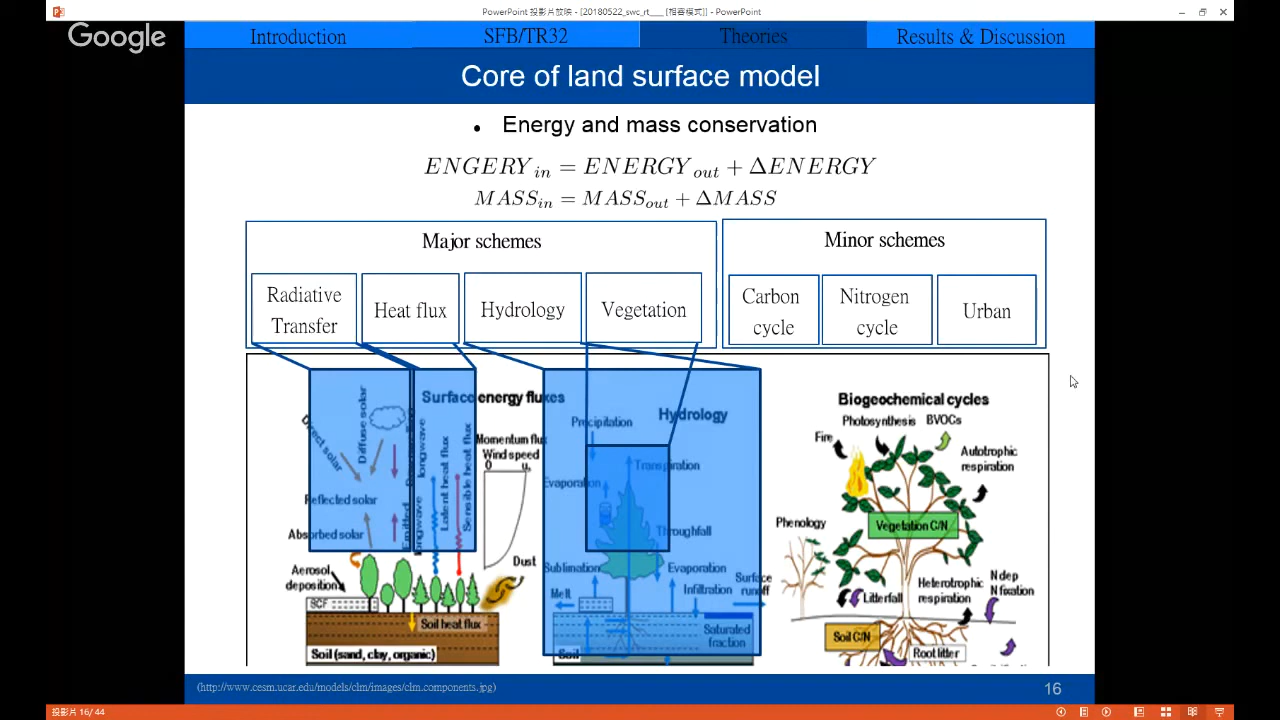 PowerPoint 投影片放映 - [20180522_swc_rt___ [相容模式]] - PowerPoint
Google
Introduction
SFB/TR32
Theories
Results & Discussion
Core of land surface model
• Energy and mass conservation
ENGERY in = ENERGY out + ΔENERGY
MASS in = MASS out + ΔMASS
Major schemes
Minor schemes
Radiative
Transfer
Heat flux
Hydrology
Vegetation
Carbon
cycle
Nitrogen
cycle
Urban
Surface energy fluxes
Direct solar
Diffuse solar
longwave
Reflected solar
Absorbed solar
Emitted
longwave
Latent heat flux
Sensible heat flux
Momentum flux
Wind speed
0 u
Dust
Aerosol
deposition
SCF
Soil heat flux
Soil (sand, clay, organic)
Hydrology
Precipitation
Transpiration
Evaporation
Throughfall
Sublimation
Evaporation
Melt
Infiltration
Surface
runoff
Saturated
fraction
Soil
Biogeochemical cycles
Photosynthesis
BVOCs
Fire
Autotrophic
respiration
Phenology
Vegetation C/N
Heterotrophic
respiration
N dep
N fixation
Litterfall
Soil C/N
Root litter
(http://www.cesm.ucar.edu/models/clm/images/clm.components.jpg)
16
投影片 16/44